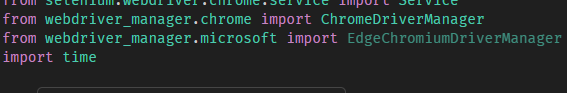 from selenium.webdriver.chrome.service import Service
from webdriver_manager.chrome import ChromeDriverManager
from webdriver_manager.microsoft import EdgeChromiumDriverManager
import time